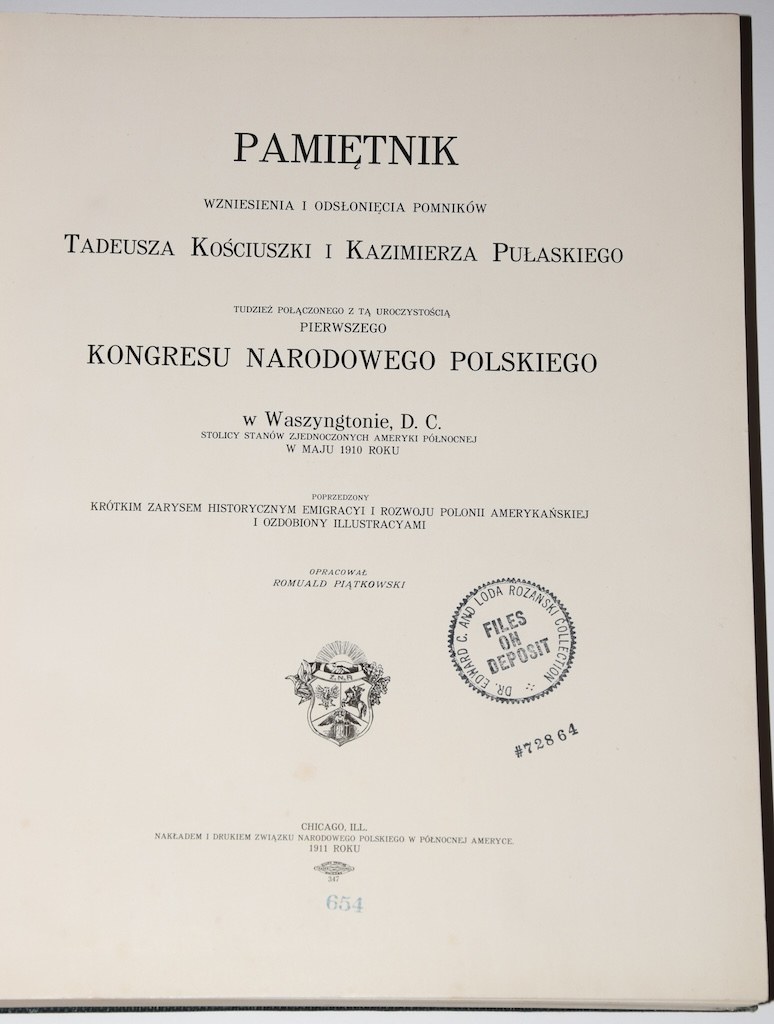 PAMIĘTNIK
WZNIESIENIA I ODSŁONIĘCIA POMNIKÓW
TADEUSZA KOŚCIUSZKI I KAZIMIERZA PUŁASKIEGO
TUDZIEŻ POŁĄCZONEGO Z TĄ UROCZYSTOŚCIĄ
PIERWSZEGO
KONGRESU NARODOWEGO POLSKIEGO
w Waszyngtonie, D. C.
STOLICY STANÓW ZJEDNOCZONYCH AMERYKI PÓŁNOCNEJ
W MAJU 1910 ROKU
POPRZEDZONY
KRÓTKIM ZARYSEM HISTORYCZNYM EMIGRACYI I ROZWOJU POLONII AMERYKAŃSKIEJ
I OZDOBIONY ILLUSTRACYAMI
OPRACOWAŁ
ROMUALD PIĄTKOWSKI
DR. EDWARD C. AND LODA ROZAŃSKI COLLECTION
FILES
ON
DEPOSIT
#72864
Z.N.P.
CHICAGO, ILL.
NAKŁADEM I DRUKIEM ZWIĄZKU NARODOWEGO POLSKIEGO W PÓŁNOCNEJ AMERYCE.
1911 ROKU
347
654